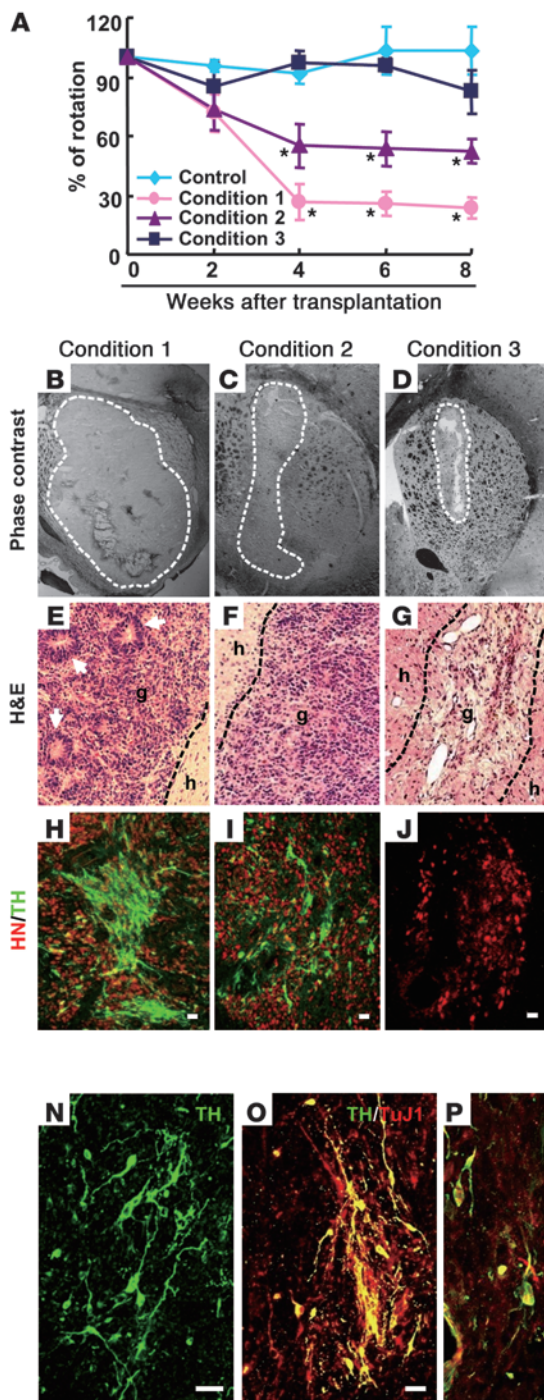 A
120
90
60
30
0
% of rotation
* * *
* * *
Control
Condition 1
Condition 2
Condition 3
0 2 4 6 8
Weeks after transplantation
Condition 1 Condition 2 Condition 3
Phase contrast
B C D
H&E
E F G
g h
h g
h g h
HN/TH
H I J
N TH O TH/TuJ1 P